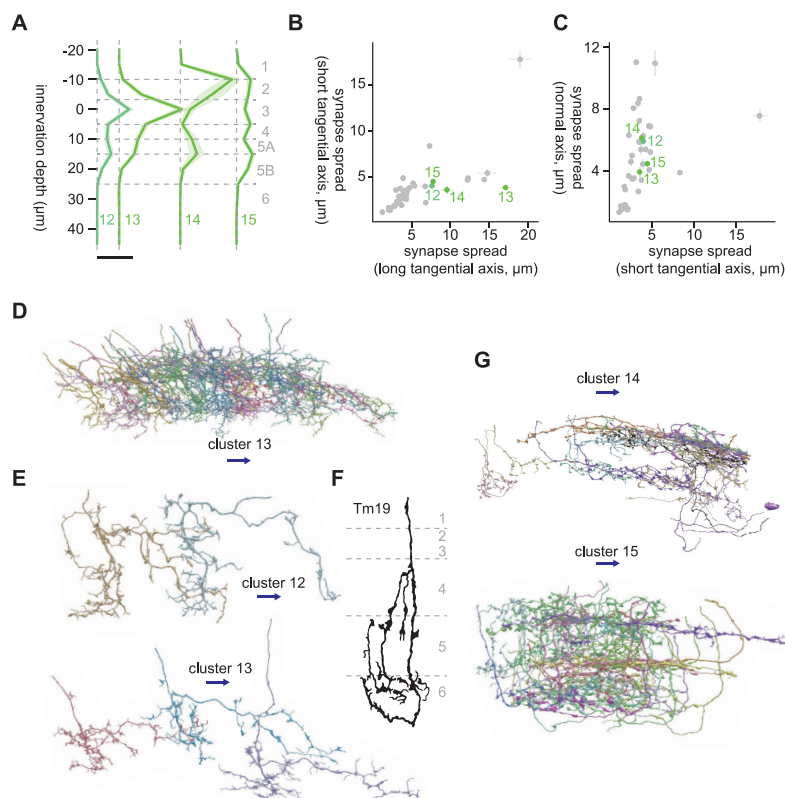 A
-20
-10
0
10
20
30
40
innervation depth
(μm)
1
2
3
4
5A
5B
6
12
13
14
15
B
synapse spread
(short tangential axis, μm)
15
10
5
5
10
15
20
15
12
14
13
synapse spread
(long tangential axis, μm)
C
synapse spread
(normal axis, μm)
12
8
4
5
10
15
14
12
15
13
synapse spread
(short tangential axis, μm)
D
cluster 13
E
cluster 12
cluster 13
F
Tm19
1
2
3
4
5
6
G
cluster 14
cluster 15